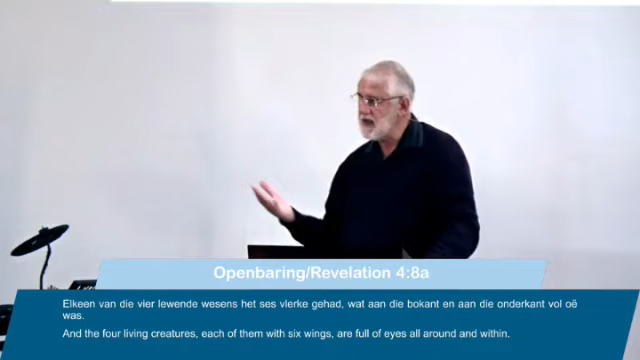 Openbaring/Revelation 4:8a
Elkeen van die vier lewende wesens het ses vlerke gehad, wat aan die bokant en aan die onderkant vol oë
was.
And the four living creatures, each of them with six wings, are full of eyes all around and within.